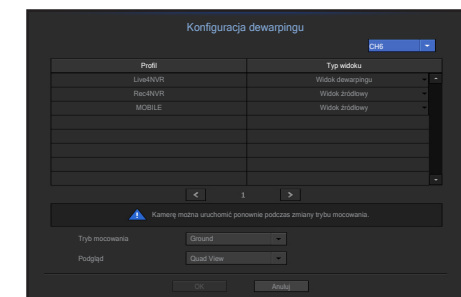 Konfiguracja dewarpingu
CH6
Profil Typ widoku
Live4NVR Widok dewarpingu
Rec4NVR Widok źródłowy
MOBILE Widok źródłowy
< 1 >
Kamerę można uruchomić ponownie podczas zmiany trybu mocowania.
Tryb mocowania Ground
Podgląd Quad View
OK Anuluj